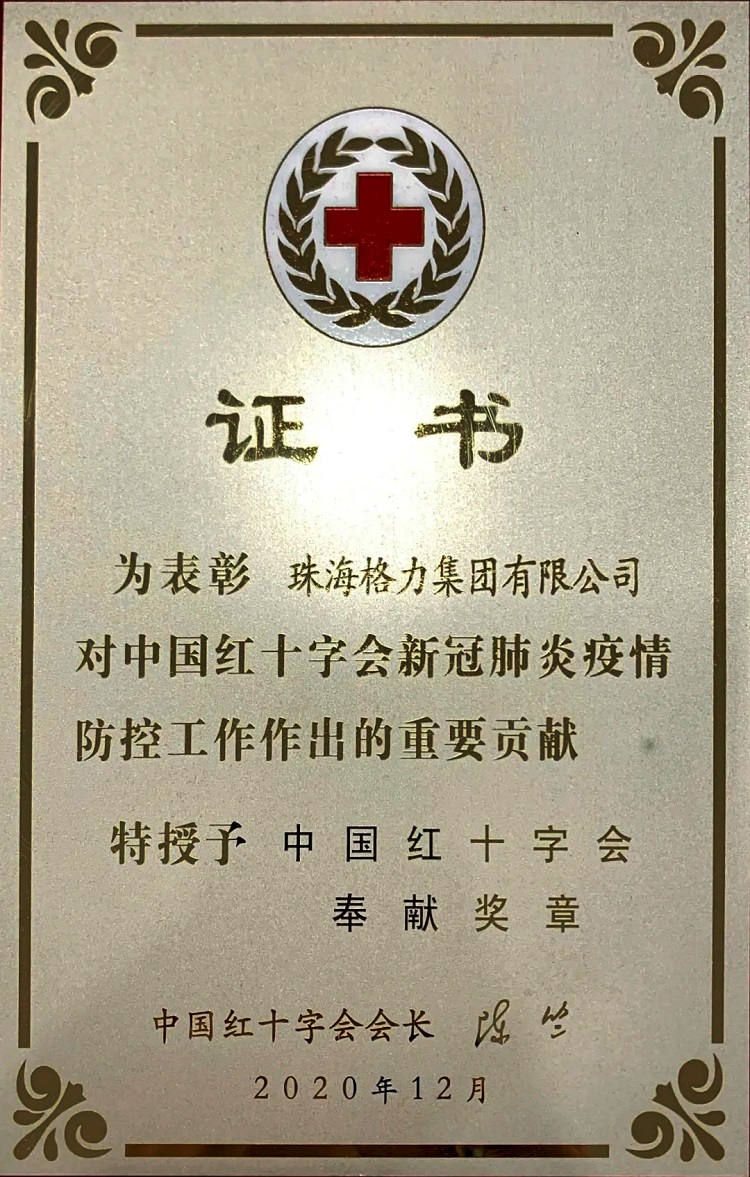 证书
为表彰 珠海格力集团有限公司
对中国红十字会新冠肺炎疫情
防控工作作出的重要贡献
特授予 中国红十字会
奉献奖章
中国红十字会会长 陈竺
2020年12月